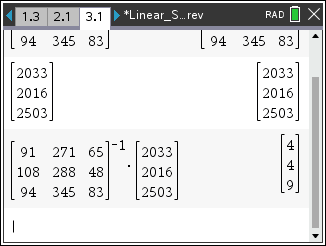 1.3 2.1 3.1 *Linear_S...rev RAD
94 345 83 94 345 83
2033 2033
2016 2016
2503 2503
91 271 65 -1 2033 4
108 288 48 · 2016 4
94 345 83 2503 9